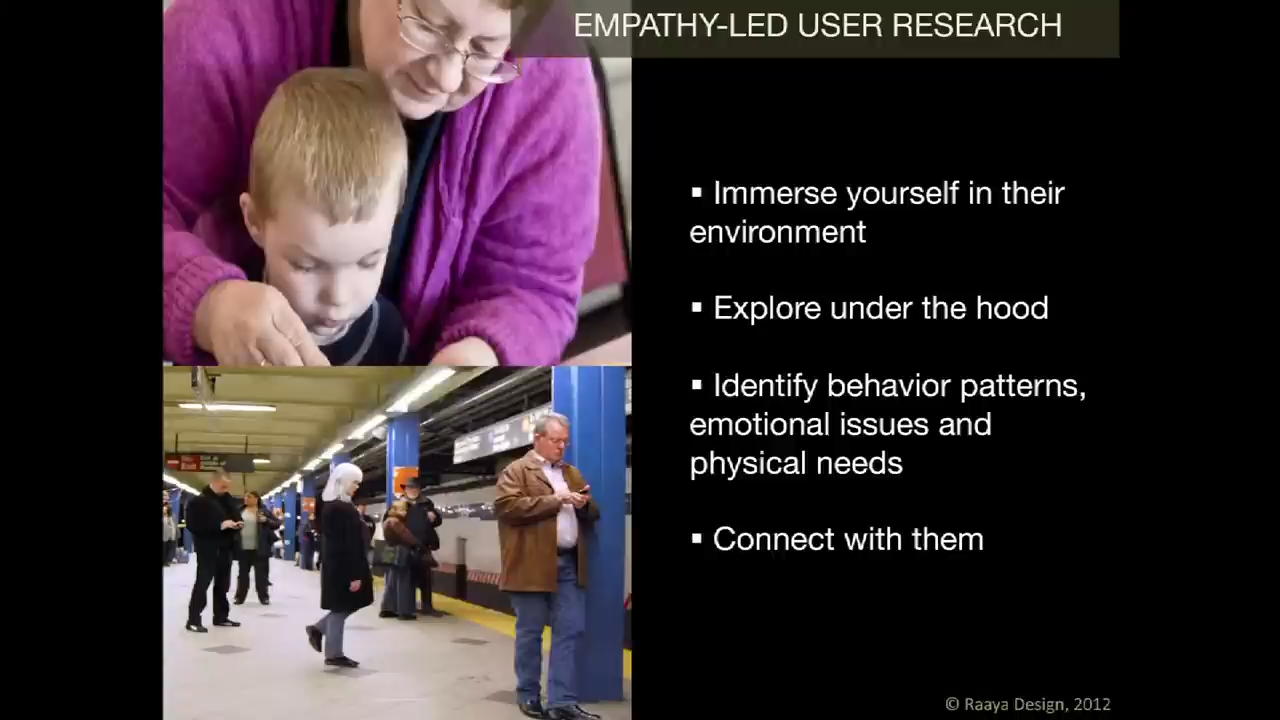 EMPATHY-LED USER RESEARCH
▪ Immerse yourself in their
environment
▪ Explore under the hood
▪ Identify behavior patterns,
emotional issues and
physical needs
▪ Connect with them
© Raaya Design, 2012